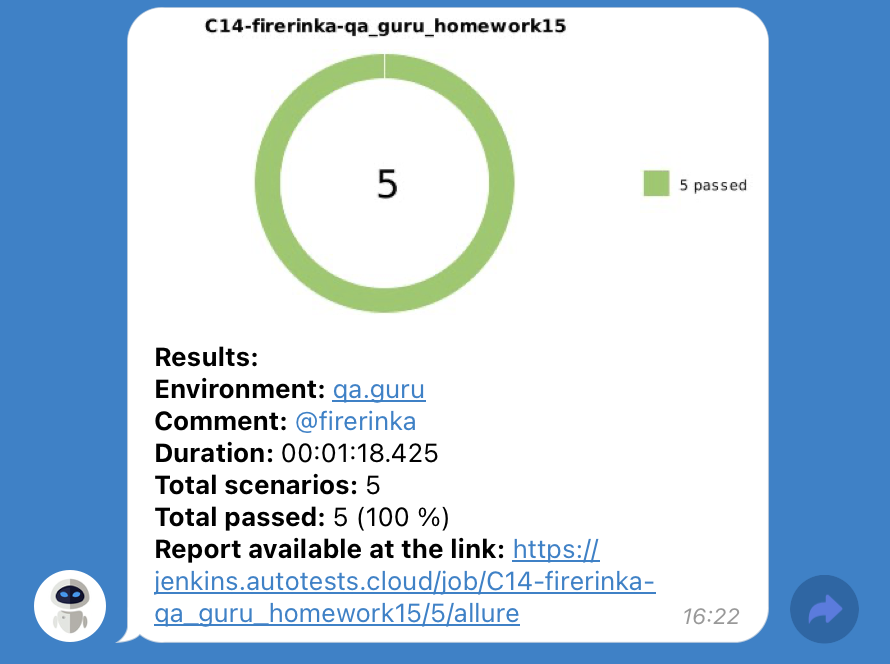 C14-firerinka-qa_guru_homework15
5
5 passed
Results:
Environment: qa.guru
Comment: @firerinka
Duration: 00:01:18.425
Total scenarios: 5
Total passed: 5 (100 %)
Report available at the link: https://
jenkins.autotests.cloud/job/C14-firerinka-
qa_guru_homework15/5/allure
16:22